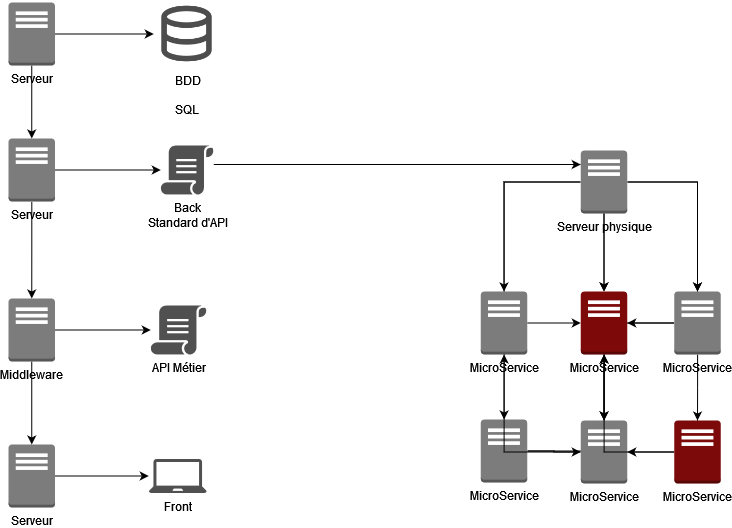 Serveur
BDD
SQL
Serveur
Back
Standard d'API
Serveur physique
Middleware
API Métier
MicroService
MicroService
MicroService
Serveur
Front
MicroService
MicroService
MicroService